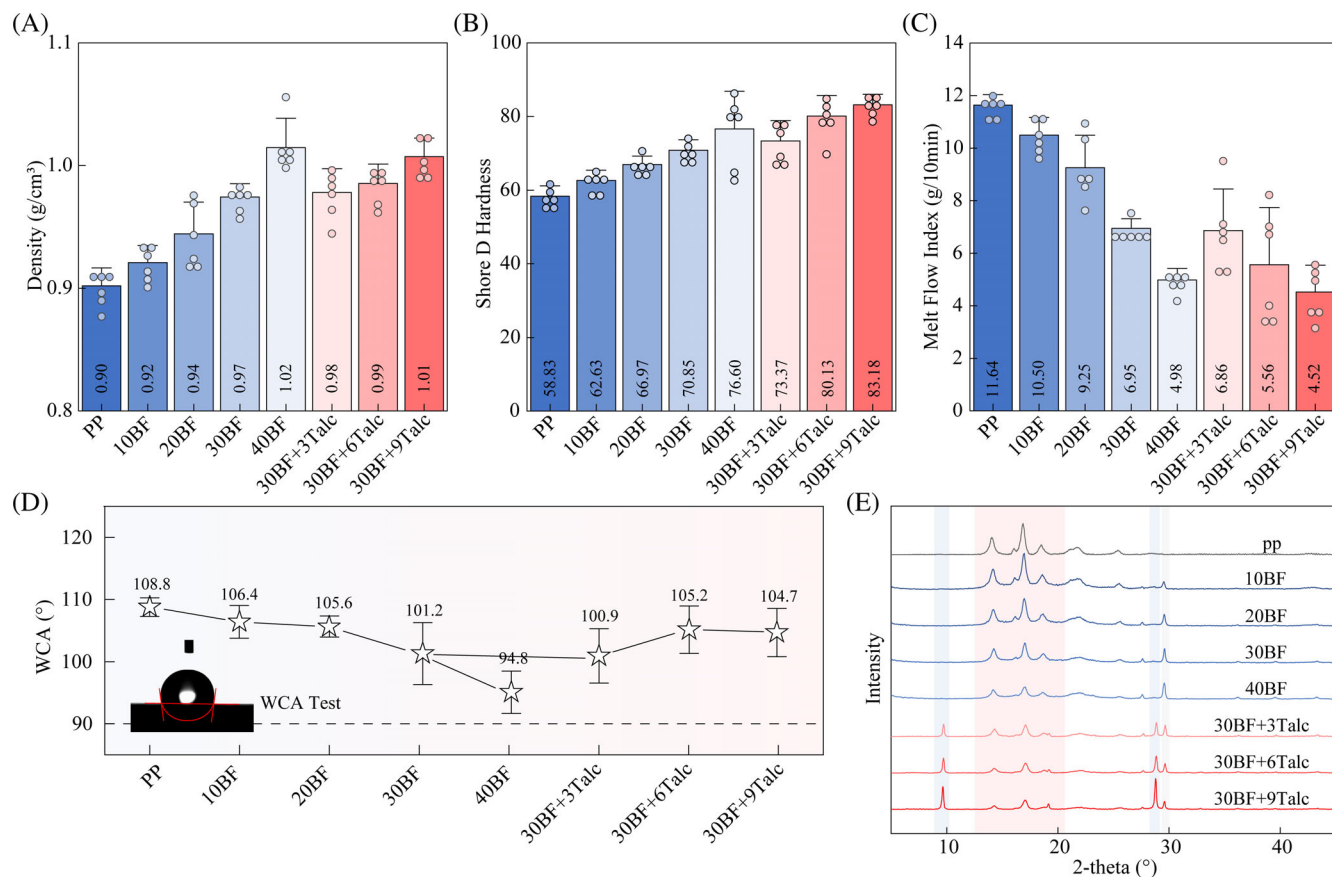 (A)
1.1
1.0
0.9
0.8
Density (g/cm³)
0.90
0.92
0.94
0.97
1.02
0.98
0.99
1.01
PP
10BF
20BF
30BF
40BF
30BF+3Talc
30BF+6Talc
30BF+9Talc
(B)
100
80
60
40
20
0
Shore D Hardness
58.83
62.63
66.97
70.85
76.60
73.37
80.13
83.18
PP
10BF
20BF
30BF
40BF
30BF+3Talc
30BF+6Talc
30BF+9Talc
(C)
14
12
10
8
6
4
2
0
Melt Flow Index (g/10min)
11.64
10.50
9.25
6.95
4.98
6.86
5.56
4.52
PP
10BF
20BF
30BF
40BF
30BF+3Talc
30BF+6Talc
30BF+9Talc
(D)
120
110
100
90
WCA (°)
108.8
106.4
105.6
101.2
94.8
100.9
105.2
104.7
WCA Test
PP
10BF
20BF
30BF
40BF
30BF+3Talc
30BF+6Talc
30BF+9Talc
(E)
Intensity
pp
10BF
20BF
30BF
40BF
30BF+3Talc
30BF+6Talc
30BF+9Talc
10
20
30
40
2-theta (°)